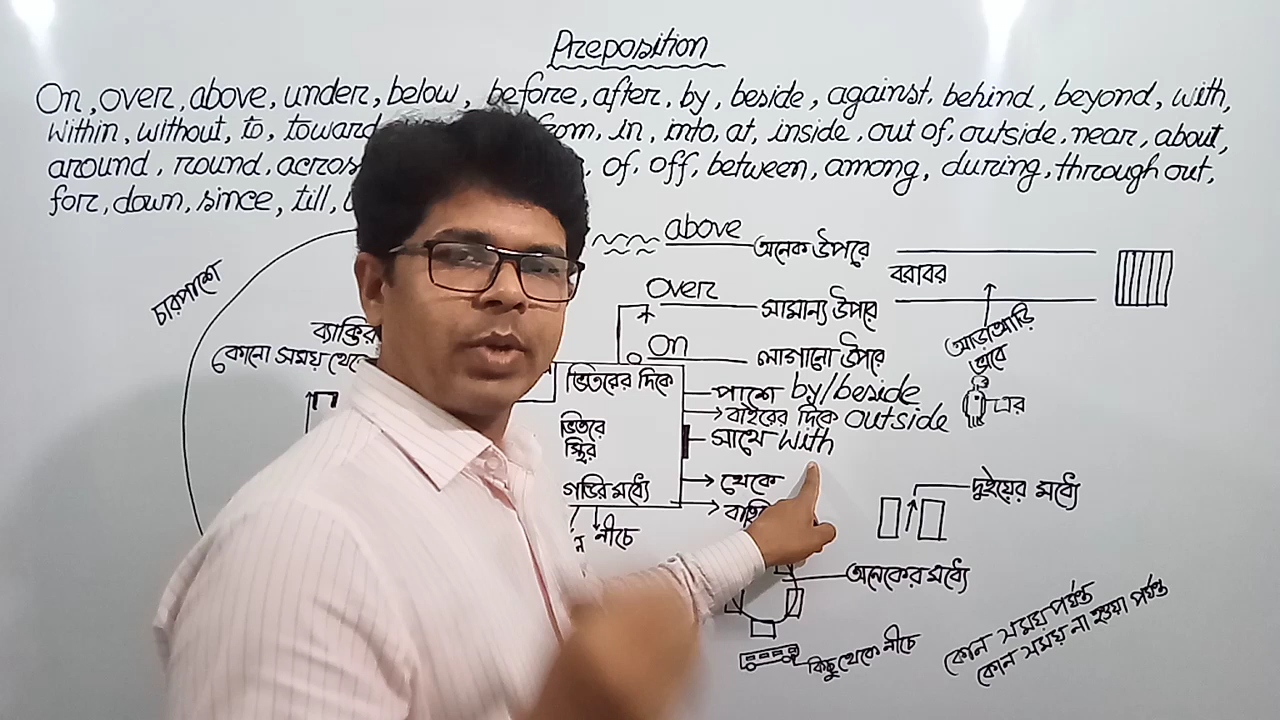 Preposition
On, over, above, under, below, before, after, by, beside, against, behind, beyond, with,
within, without, to, toward from, in, into, at, inside, out of, outside, near, about,
around, round, across of, off, between, among, during, through out,
for, down, since, till,
above অনেক উপরে
বরাবর
চারপাশে
over সামান্য উপরে
আড়াআড়ি
ভাবে
ব্যাক্তির
On লাগানো উপরে
কোনো সময় থেকে
ভিতরের দিকে
পাশে by/beside
এর
বাইরের দিকে outside
ভিতরে
স্থির
সাথে with
গন্ডির মধ্যে
থেকে
দুইয়ের মধ্যে
নীচে
অনেকের মধ্যে
কিছু থেকে নীচে
কোন সময় পর্যন্ত
কোন সময় না হওয়া পর্যন্ত